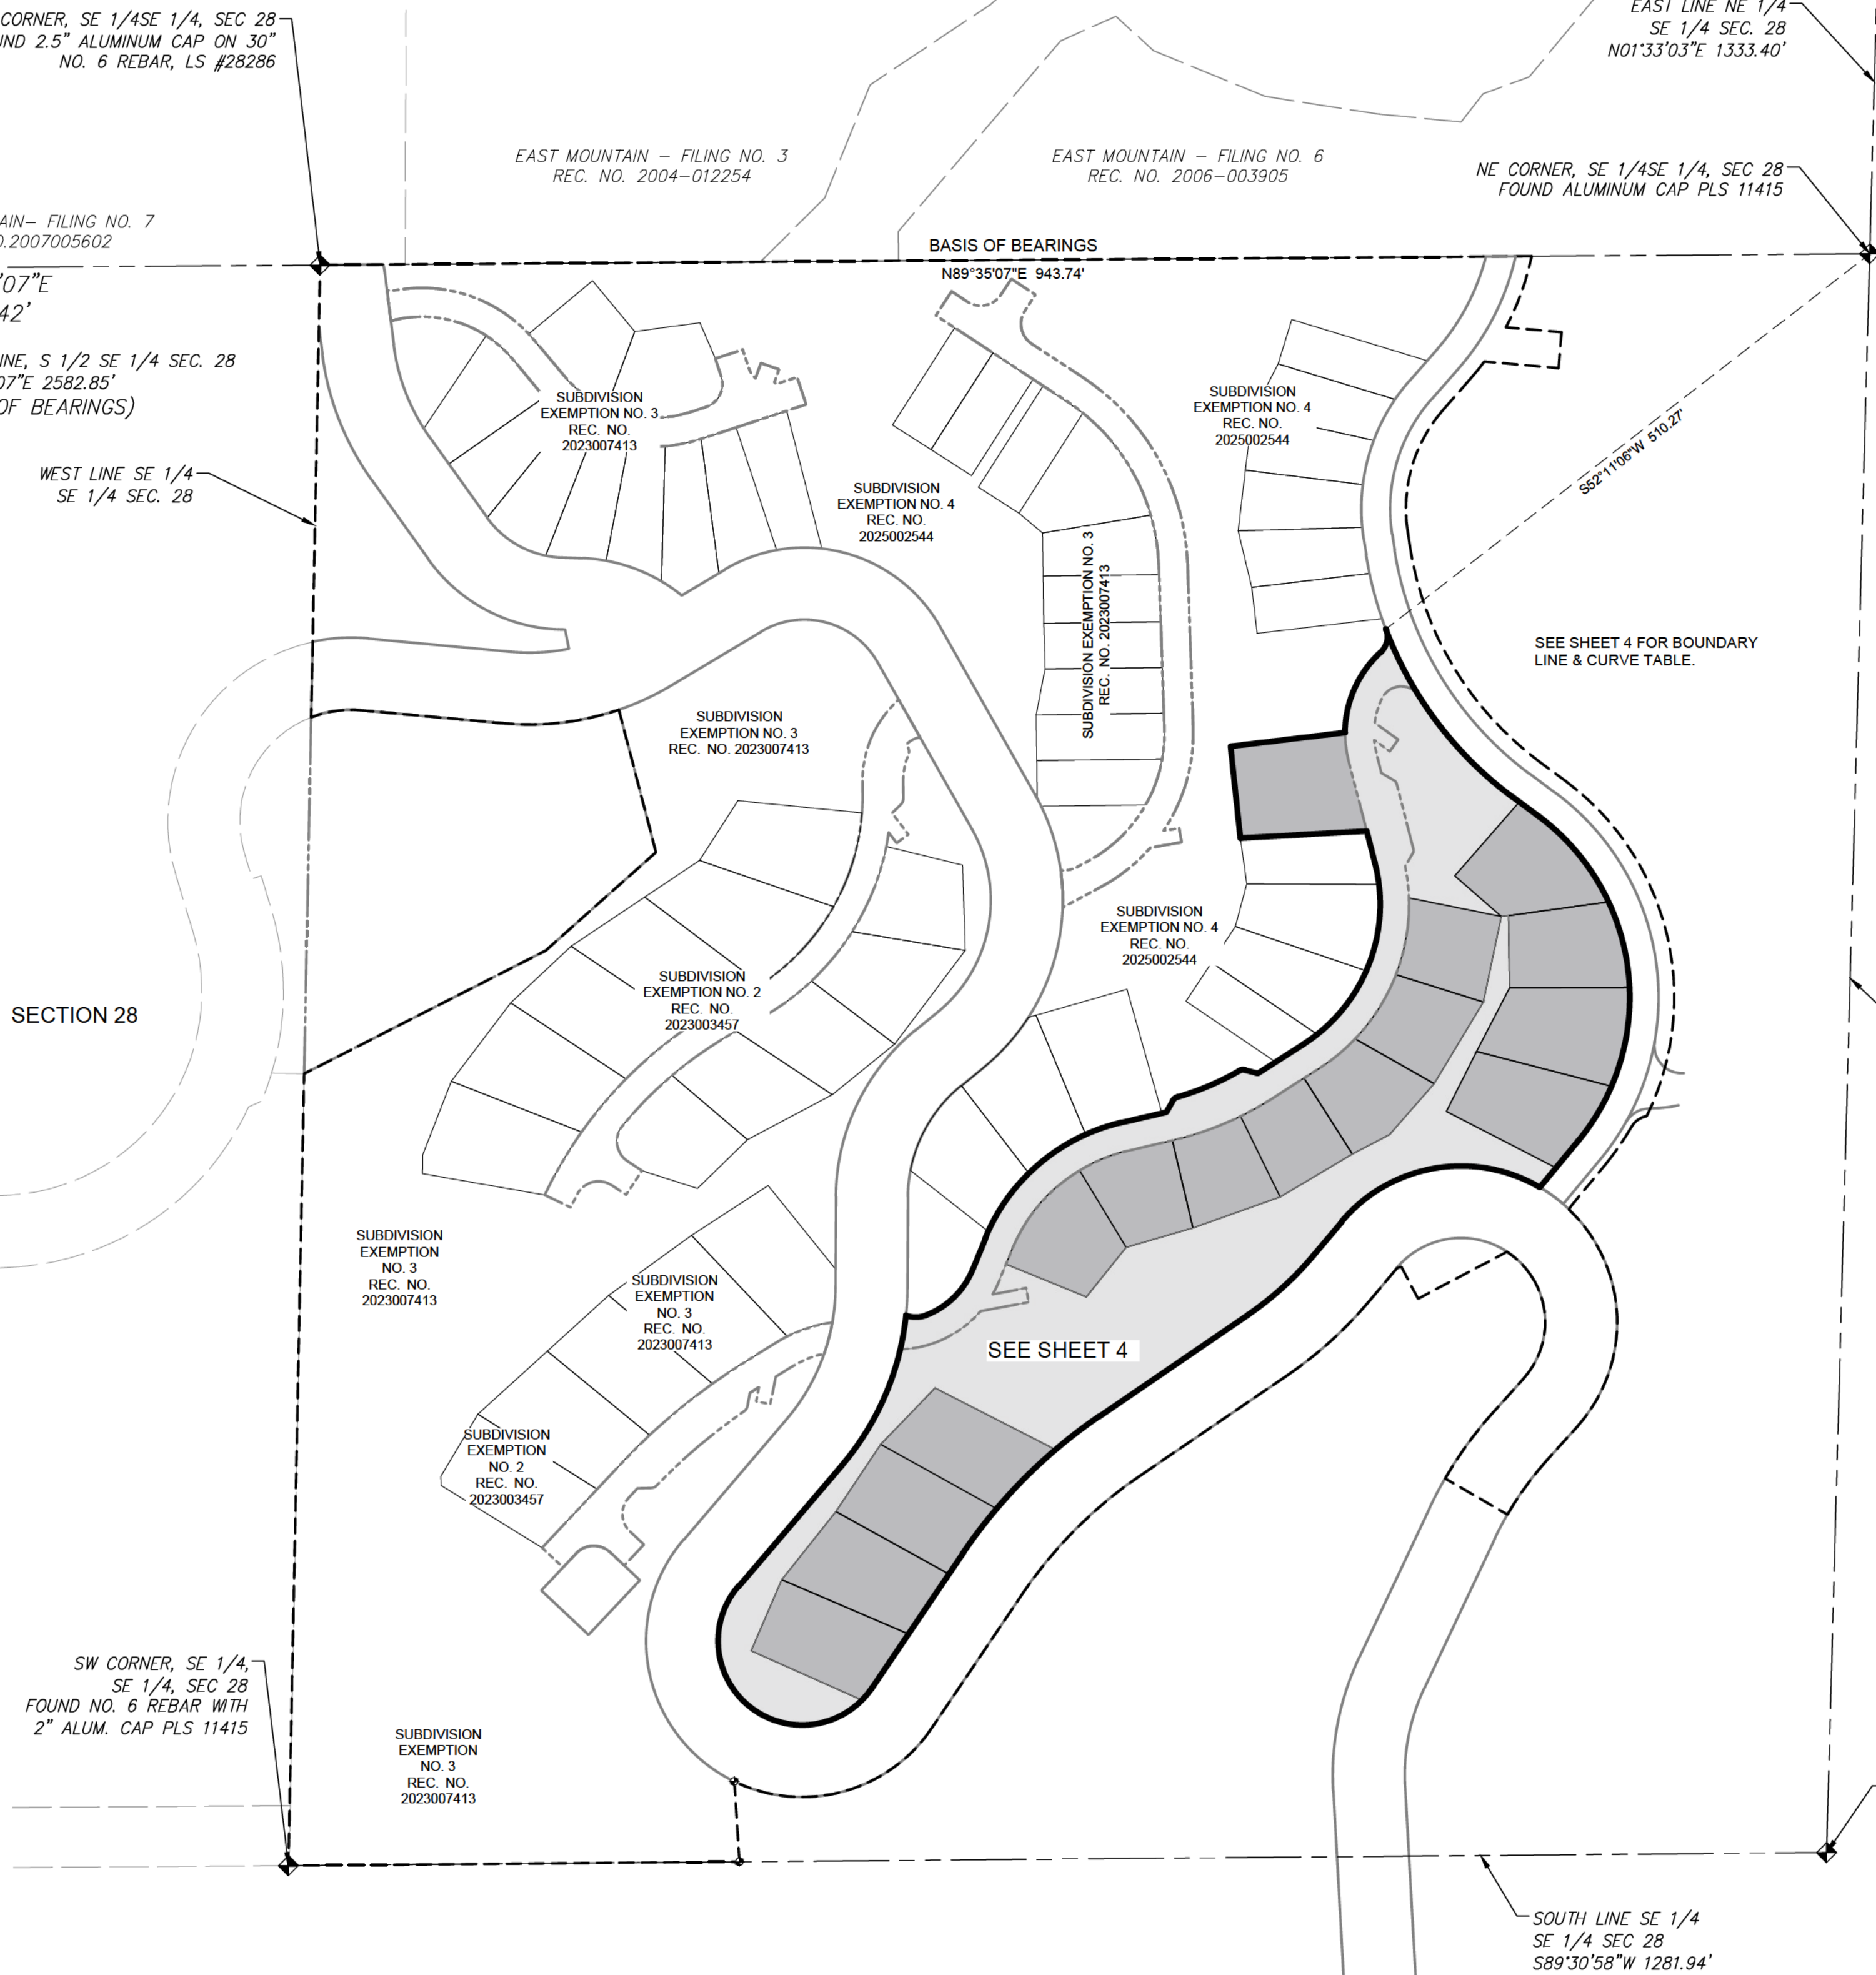 CORNER, SE 1/4SE 1/4, SEC 28
2.5" ALUMINUM CAP ON 30"
NO. 6 REBAR, LS #28286
EAST LINE NE 1/4
SE 1/4 SEC. 28
N01°33'03"E 1333.40'
EAST MOUNTAIN – FILING NO. 3
REC. NO. 2004–012254
EAST MOUNTAIN – FILING NO. 6
REC. NO. 2006–003905
NE CORNER, SE 1/4SE 1/4, SEC 28
FOUND ALUMINUM CAP PLS 11415
FILING NO. 7
2007005602
BASIS OF BEARINGS
N89°35'07"E 943.74'
'07"E
42'
S 1/2 SE 1/4 SEC. 28
07"E 2582.85'
OF BEARINGS)
WEST LINE SE 1/4
SE 1/4 SEC. 28
SUBDIVISION
EXEMPTION NO. 3
REC. NO.
2023007413
SUBDIVISION
EXEMPTION NO. 4
REC. NO.
2025002544
SUBDIVISION
EXEMPTION NO. 4
REC. NO.
2025002544
S52°11'06"W 510.27'
SUBDIVISION EXEMPTION NO. 3
REC. NO. 2023007413
SEE SHEET 4 FOR BOUNDARY
LINE & CURVE TABLE.
SUBDIVISION
EXEMPTION NO. 3
REC. NO. 2023007413
SUBDIVISION
EXEMPTION NO. 4
REC. NO.
2025002544
SUBDIVISION
EXEMPTION NO. 2
REC. NO.
2023003457
SECTION 28
SUBDIVISION
EXEMPTION
NO. 3
REC. NO.
2023007413
SUBDIVISION
EXEMPTION
NO. 3
REC. NO.
2023007413
SEE SHEET 4
SUBDIVISION
EXEMPTION
NO. 2
REC. NO.
2023003457
SW CORNER, SE 1/4,
SE 1/4, SEC 28
FOUND NO. 6 REBAR WITH
2" ALUM. CAP PLS 11415
SUBDIVISION
EXEMPTION
NO. 3
REC. NO.
2023007413
SOUTH LINE SE 1/4
SE 1/4 SEC 28
S89°30'58"W 1281.94'